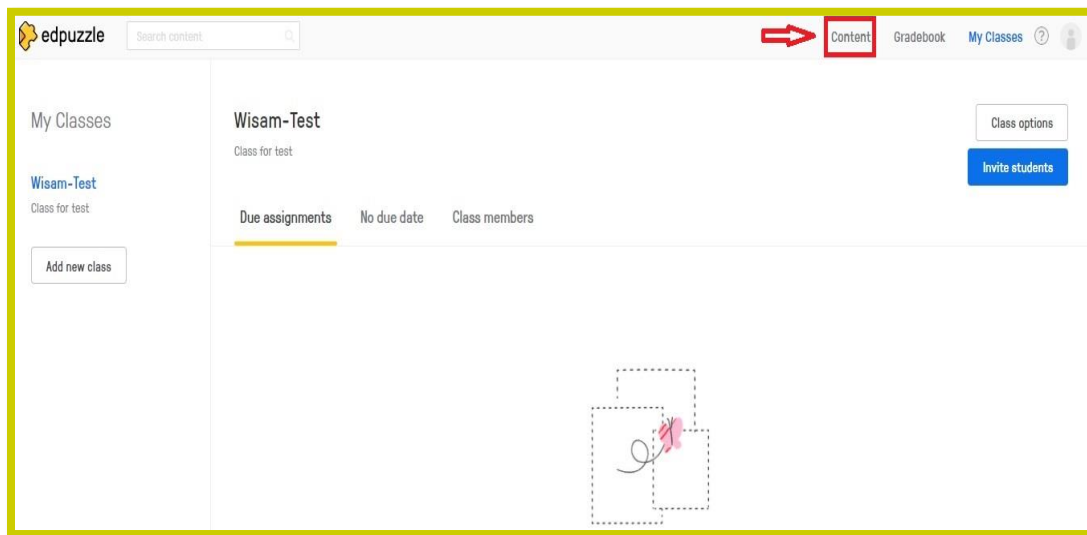 edpuzzle
Search content
Content
Gradebook
My Classes
?
My Classes
Wisam-Test
Class for test
Add new class
Wisam-Test
Class for test
Class options
Invite students
Due assignments
No due date
Class members